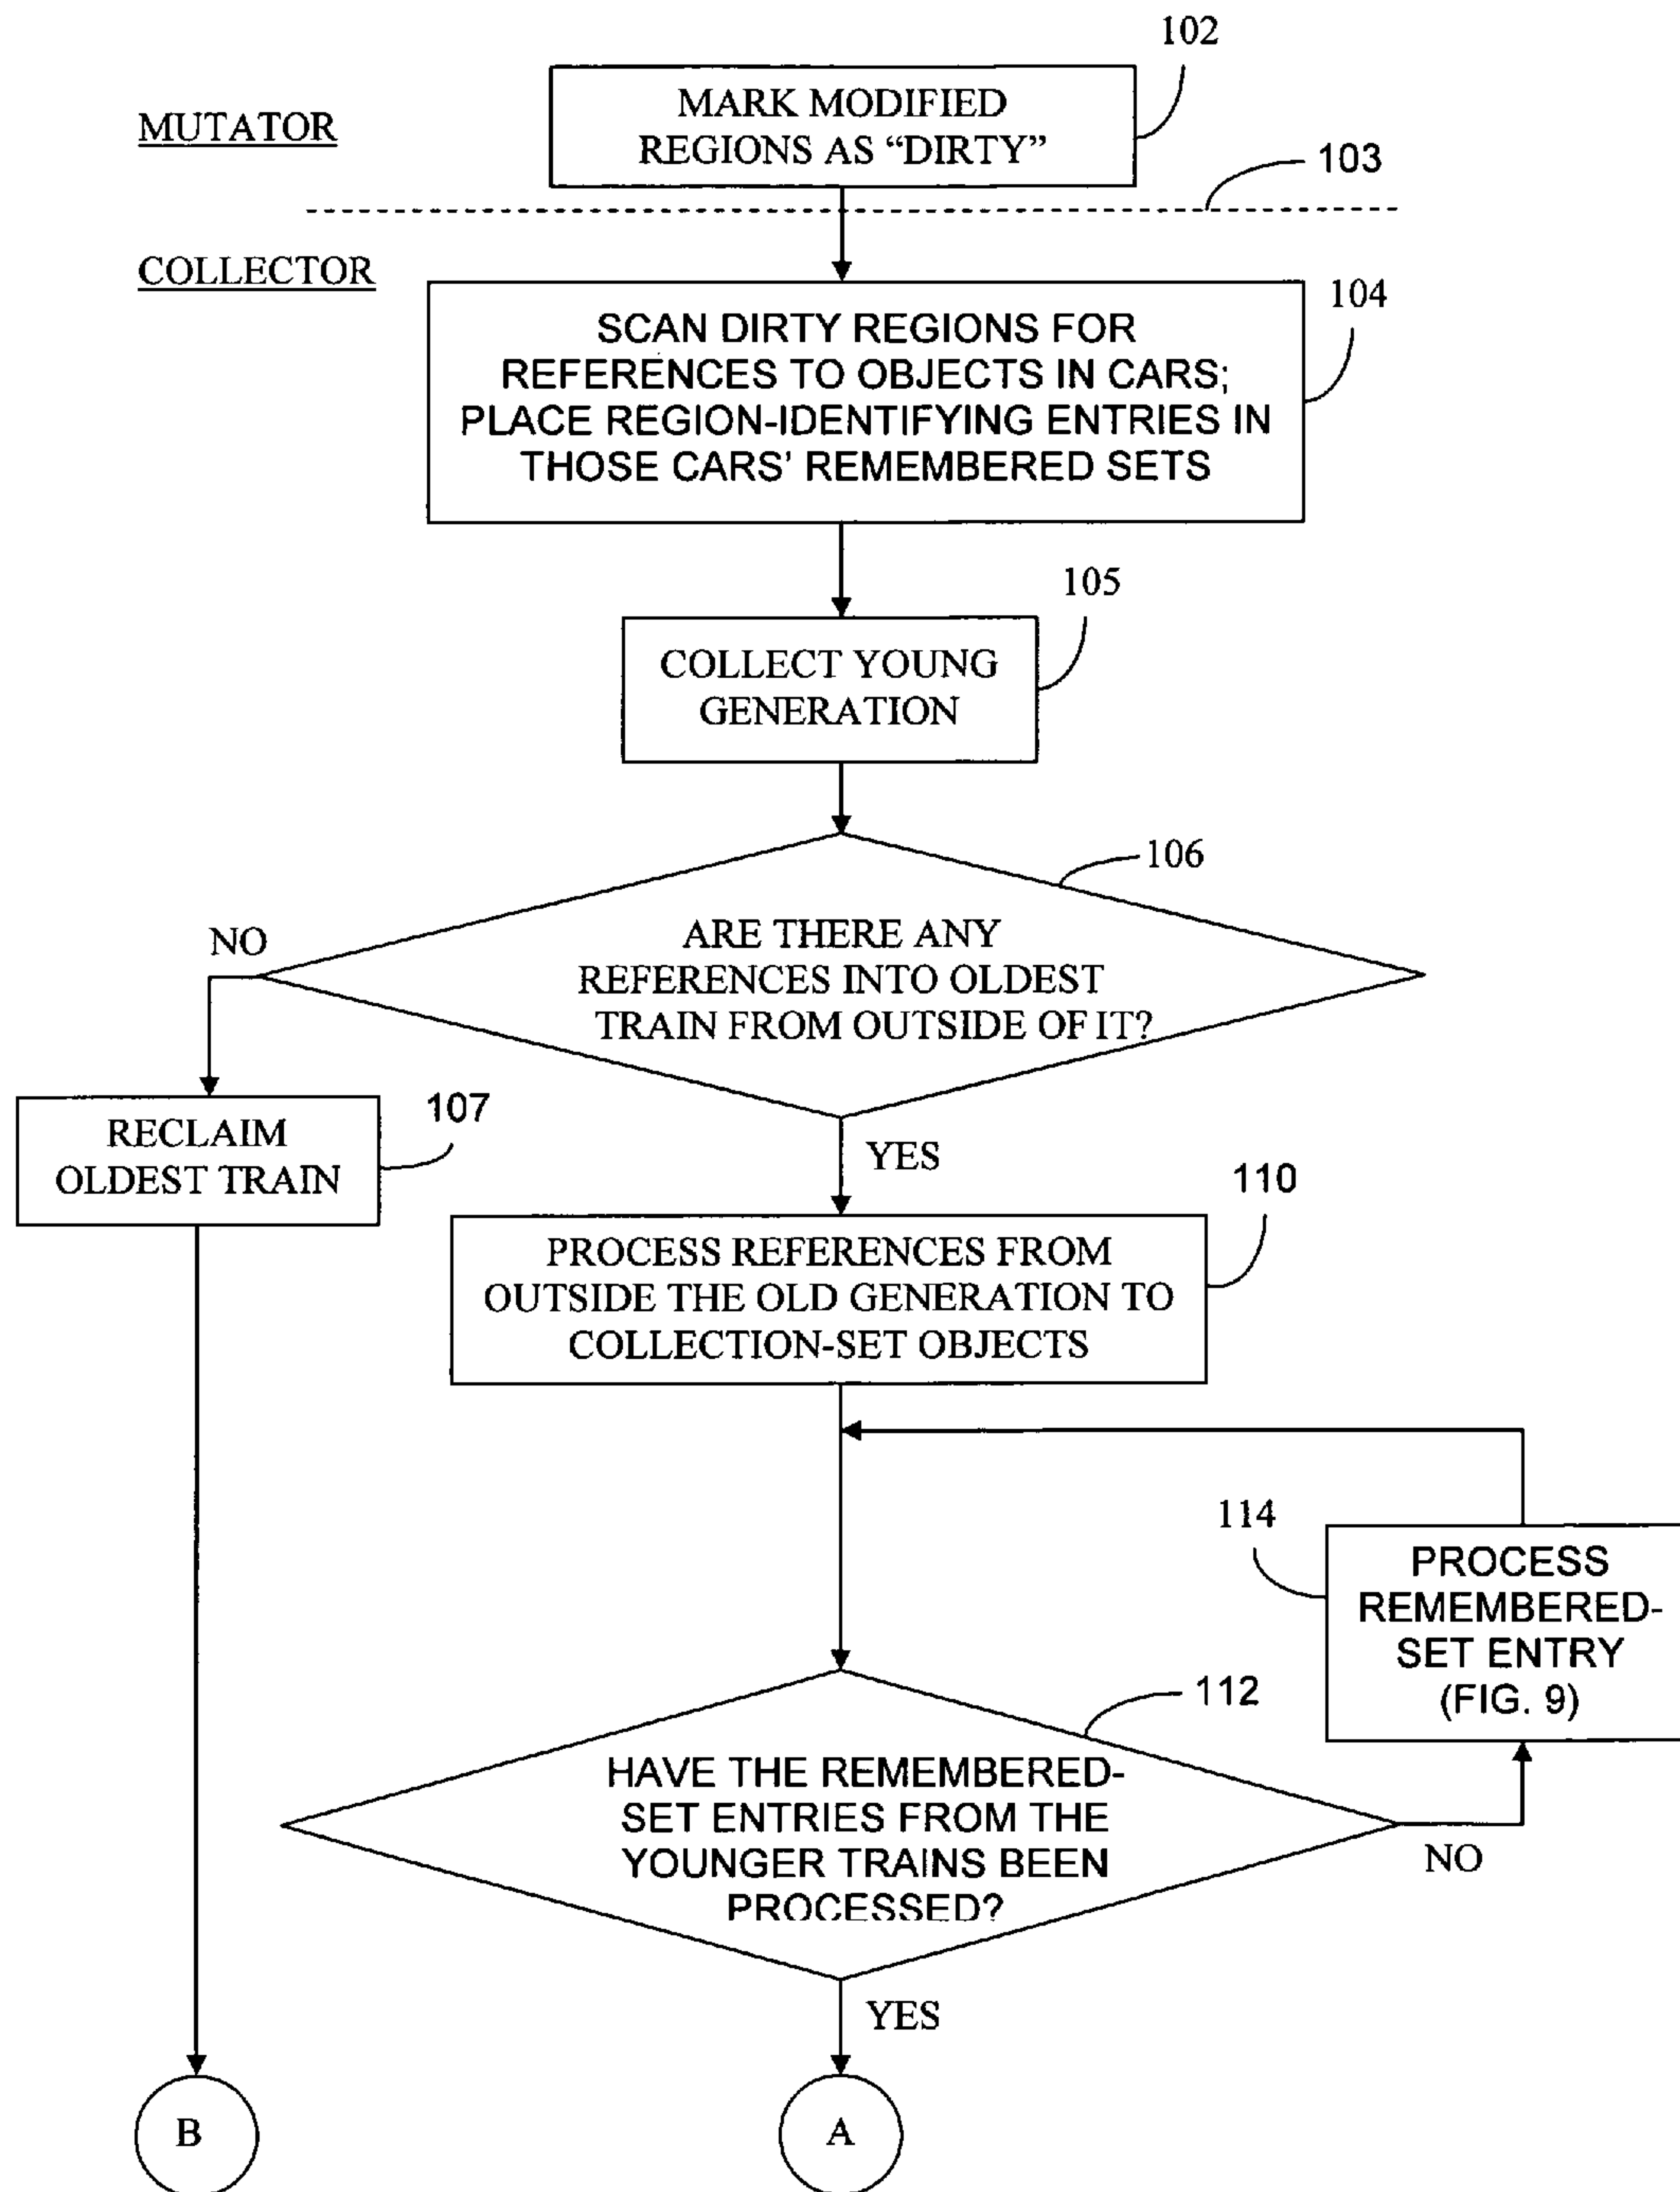 102
MUTATOR
MARK MODIFIED
REGIONS AS “DIRTY”
103
COLLECTOR
104
SCAN DIRTY REGIONS FOR
REFERENCES TO OBJECTS IN CARS;
PLACE REGION-IDENTIFYING ENTRIES IN
THOSE CARS’ REMEMBERED SETS
105
COLLECT YOUNG
GENERATION
106
NO
ARE THERE ANY
REFERENCES INTO OLDEST
TRAIN FROM OUTSIDE OF IT?
107
RECLAIM
OLDEST TRAIN
YES
110
PROCESS REFERENCES FROM
OUTSIDE THE OLD GENERATION TO
COLLECTION-SET OBJECTS
114
PROCESS
REMEMBERED-
SET ENTRY
(FIG. 9)
112
HAVE THE REMEMBERED-
SET ENTRIES FROM THE
YOUNGER TRAINS BEEN
PROCESSED?
NO
YES
B
A